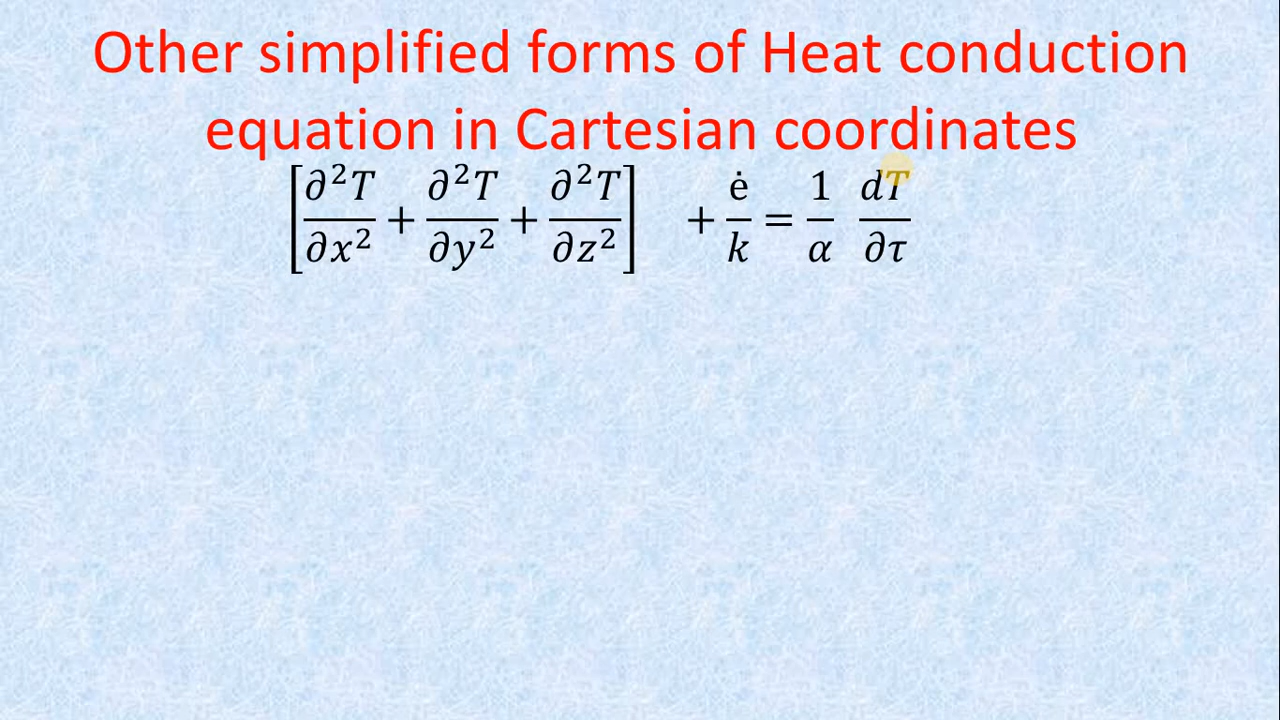 Other simplified forms of Heat conduction
equation in Cartesian coordinates
[∂²T/∂x² + ∂²T/∂y² + ∂²T/∂z²] + ė/k = 1/α dT/∂τ